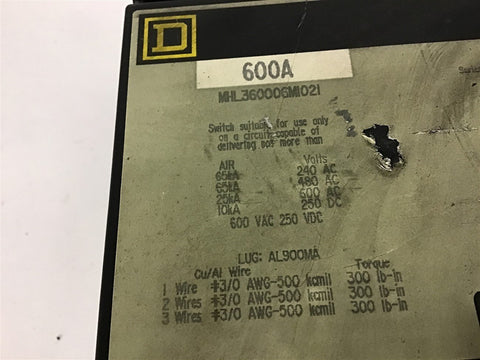 D
600A
MHL36000GM1021
Switch suitable for use only
on a circuit capable of
delivering not more than
AIR Volts
65kA 240 AC
65kA 480 AC
25kA 600 AC
10kA 250 DC
600 VAC 250 VDC
LUG: AL900MA
Cu/Al Wire Torque
1 Wire #3/0 AWG-500 kcmil 300 lb-in
2 Wires #3/0 AWG-500 kcmil 300 lb-in
3 Wires #3/0 AWG-500 kcmil 300 lb-in